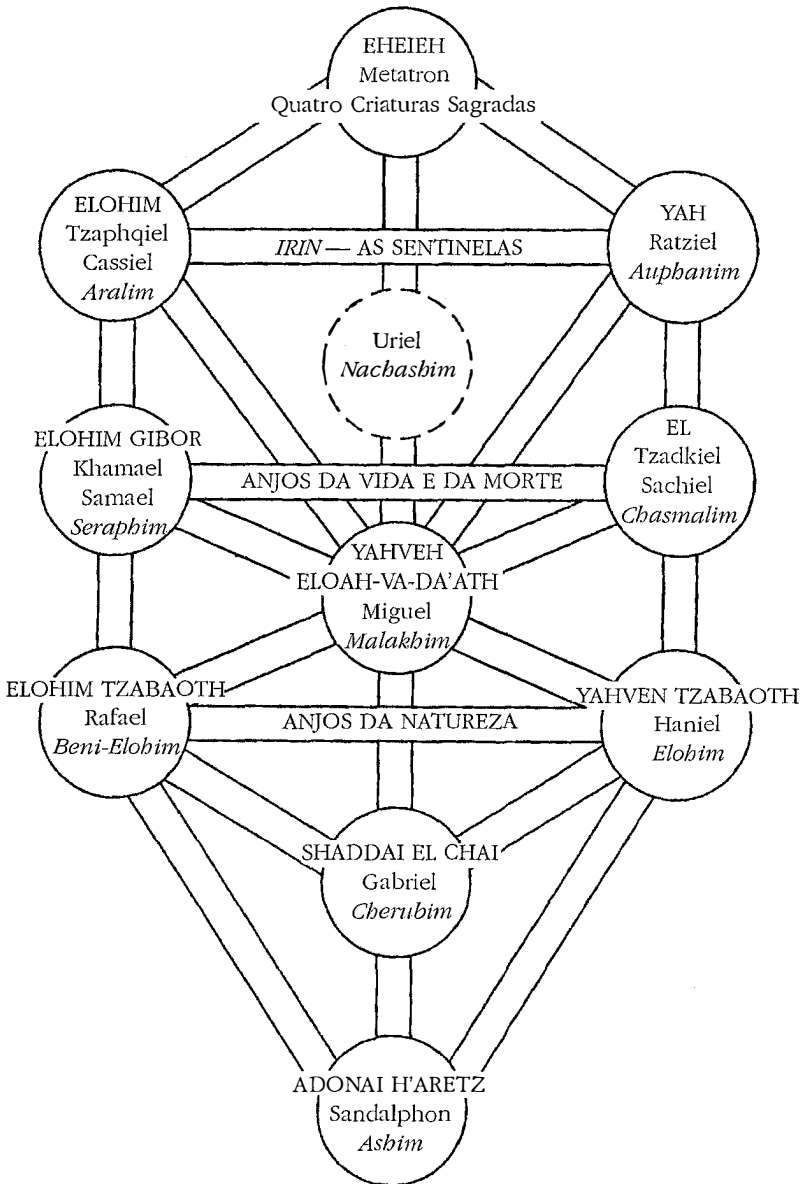 EHEIEH
Metatron
Quatro Criaturas Sagradas
ELOHIM
Tzaphqiel
Cassiel
Aralim
IRIN — AS SENTINELAS
YAH
Ratziel
Auphanim
Uriel
Nachashim
ELOHIM GIBOR
Khamael
Samael
Seraphim
ANJOS DA VIDA E DA MORTE
EL
Tzadkiel
Sachiel
Chasmalim
YAHVEH
ELOAH-VA-DA'ATH
Miguel
Malakhim
ELOHIM TZABAOTH
Rafael
Beni-Elohim
ANJOS DA NATUREZA
YAHVEN TZABAOTH
Haniel
Elohim
SHADDAI EL CHAI
Gabriel
Cherubim
ADONAI H'ARETZ
Sandalphon
Ashim